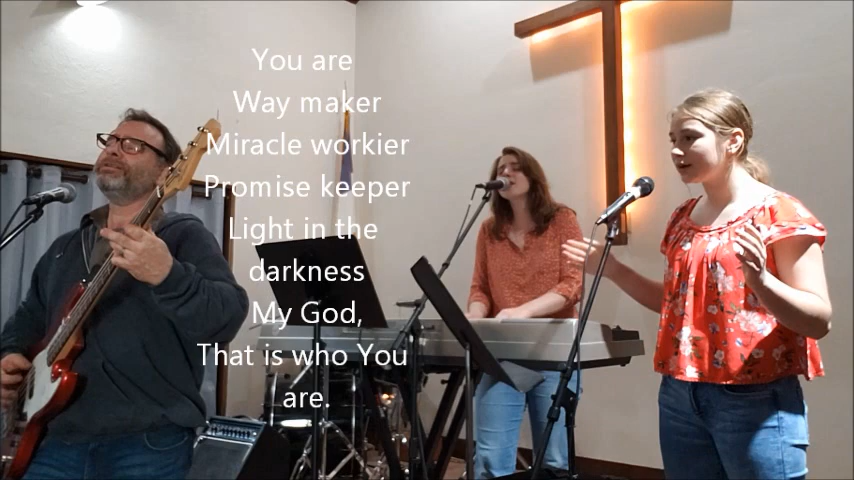 You are
Way maker
Miracle workier
Promise keeper
Light in the
darkness
My God,
That is who You
are.